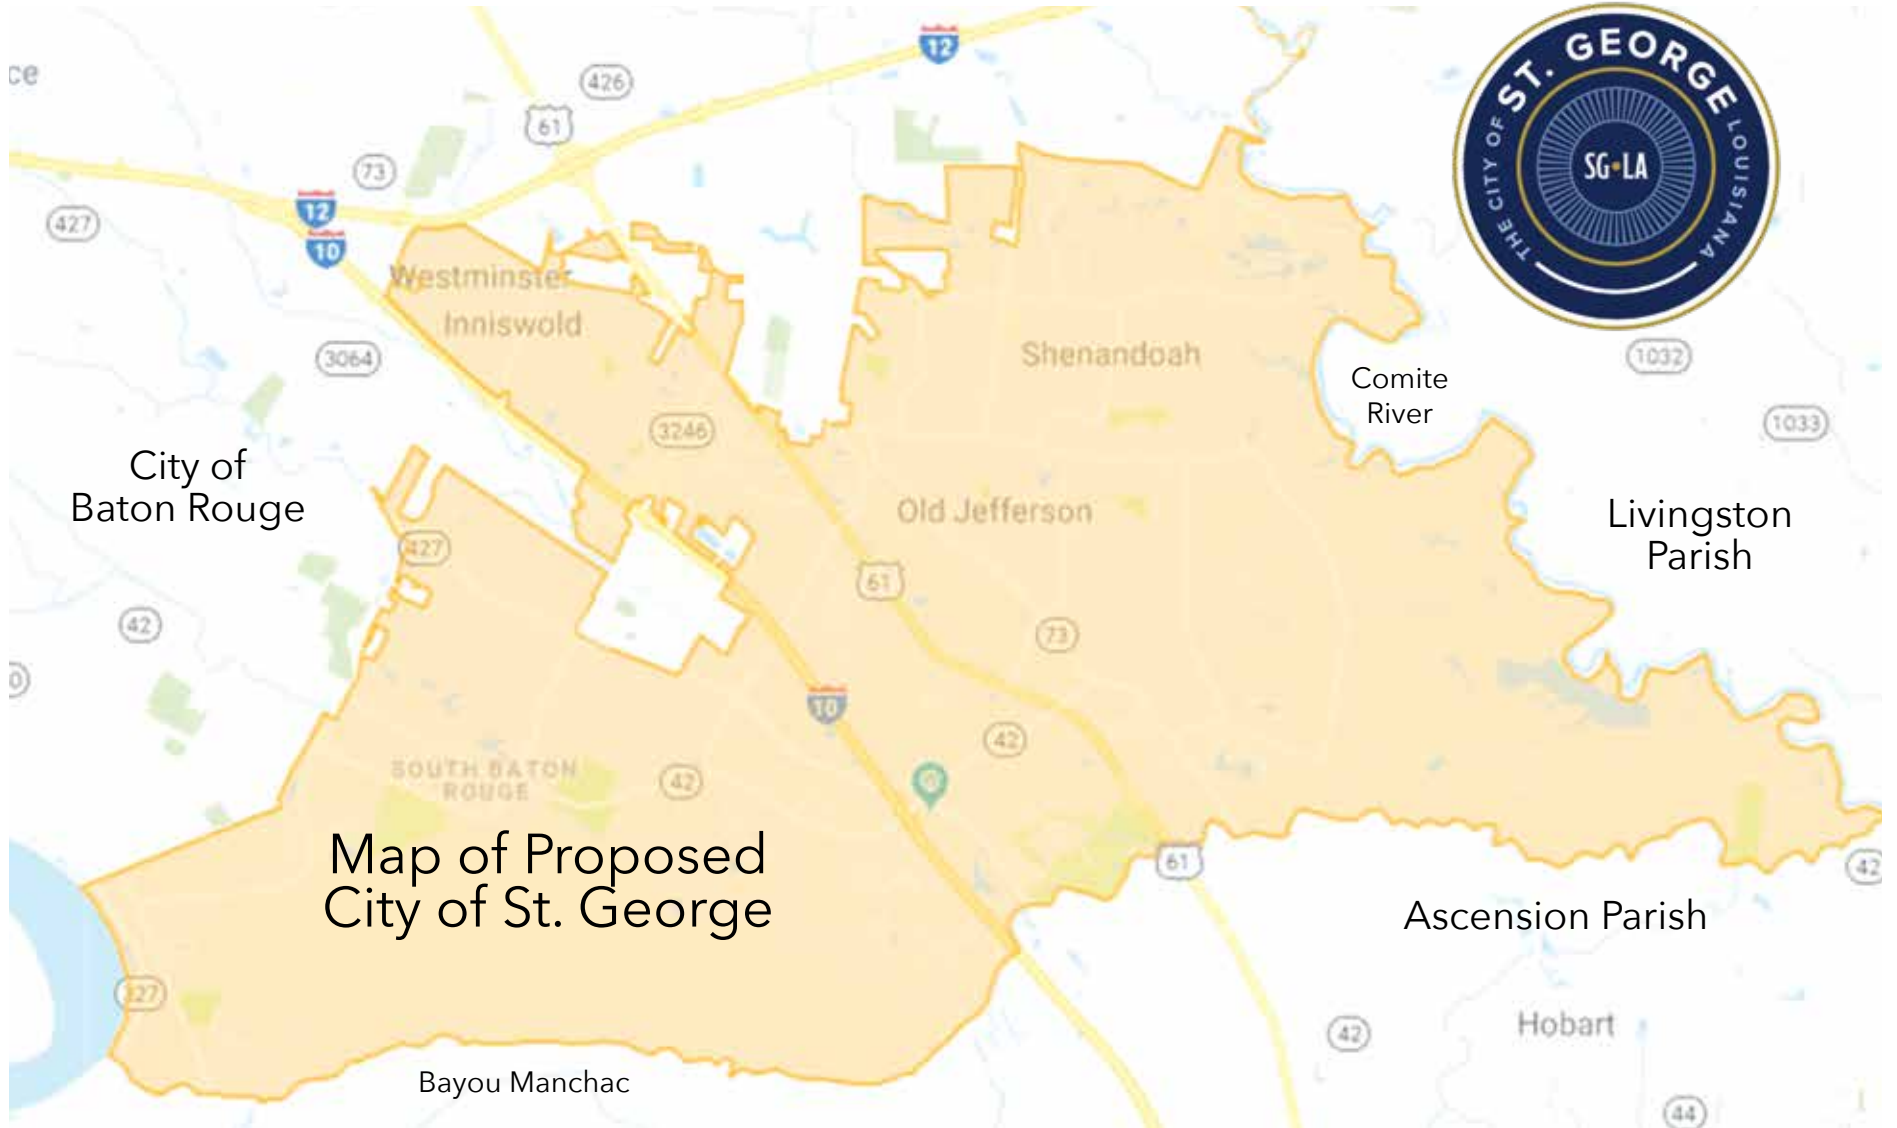 THE CITY OF ST. GEORGE LOUISIANA
SG•LA
ce
12
426
61
73
427
12
10
Westminster
Inniswold
3064
3246
Shenandoah
Comite
River
1032
1033
City of
Baton Rouge
427
Old Jefferson
Livingston
Parish
61
42
73
10
42
SOUTH BATON
ROUGE
42
Map of Proposed
City of St. George
61
42
Ascension Parish
327
Hobart
42
Bayou Manchac
44